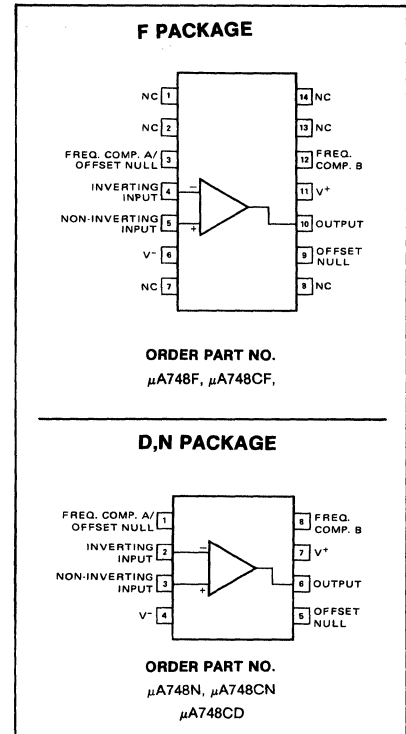 F PACKAGE
NC 1
14 NC
NC 2
13 NC
FREQ. COMP. A/
OFFSET NULL 3
12 FREQ.
COMP. B
INVERTING
INPUT 4 −
11 V+
NON-INVERTING
INPUT 5 +
10 OUTPUT
V− 6
9 OFFSET
NULL
NC 7
8 NC
ORDER PART NO.
μA748F, μA748CF,
D,N PACKAGE
FREQ. COMP. A/
OFFSET NULL 1
8 FREQ.
COMP. B
INVERTING
INPUT 2 −
7 V+
NON-INVERTING
INPUT 3 +
6 OUTPUT
V− 4
5 OFFSET
NULL
ORDER PART NO.
μA748N, μA748CN
μA748CD